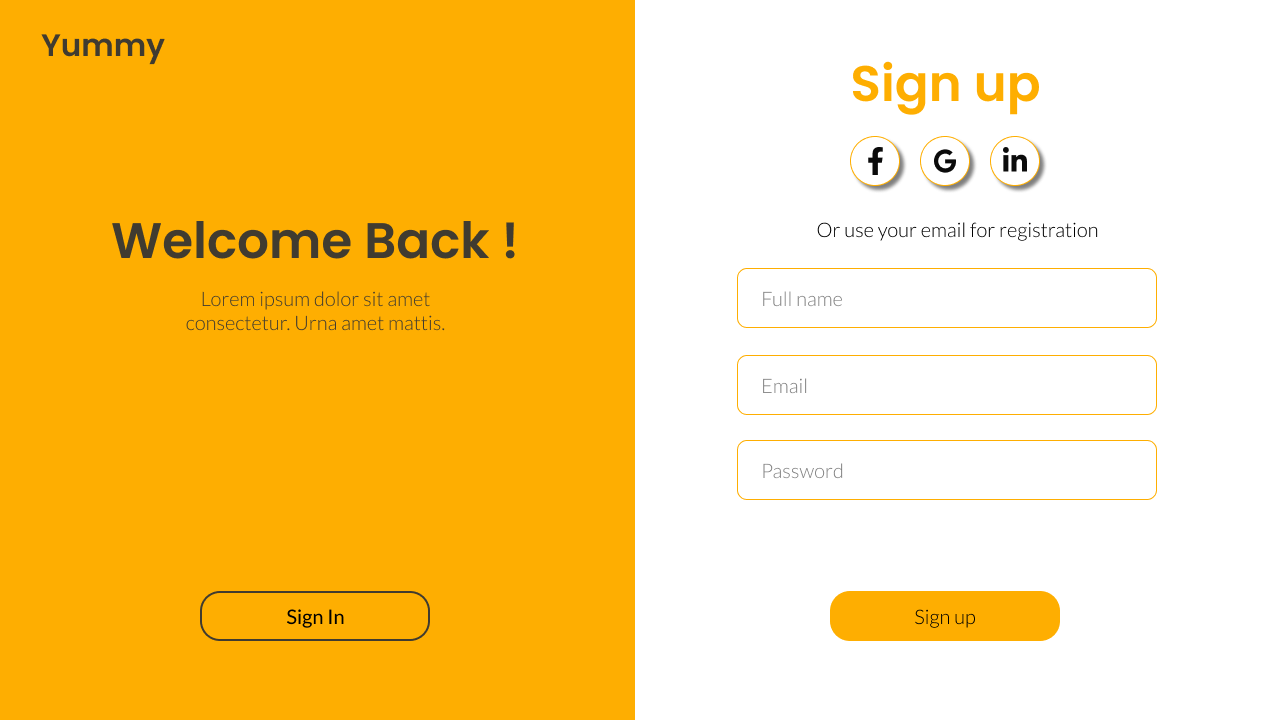 Yummy
Welcome Back !
Lorem ipsum dolor sit amet
consectetur. Urna amet mattis.
Sign In
Sign up
f G in
Or use your email for registration
Full name
Email
Password
Sign up